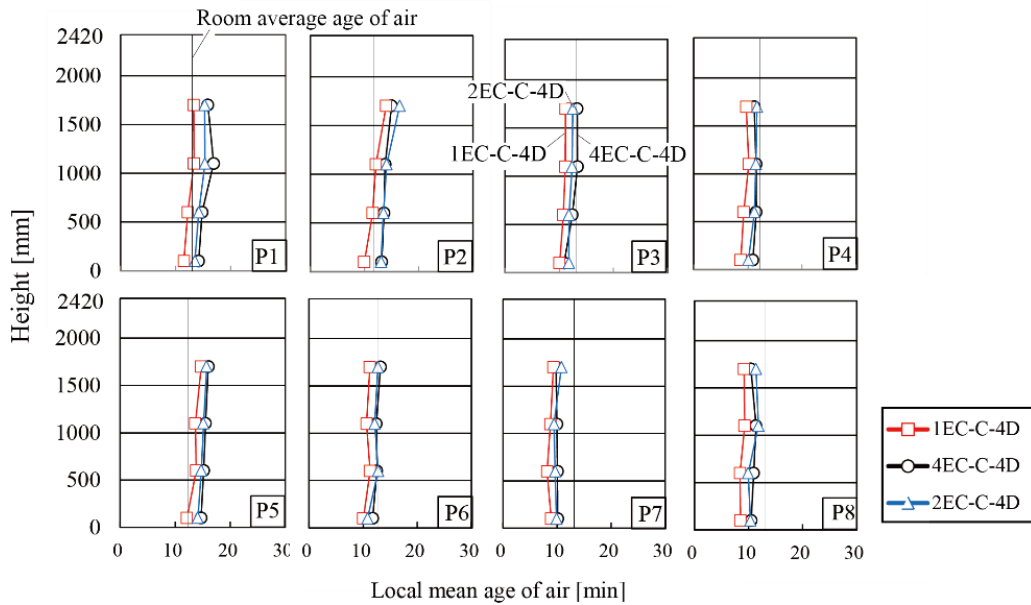 Room average age of air
2420
2000
1500
1000
500
0
P1
P2
2EC-C-4D
1EC-C-4D
4EC-C-4D
P3
P4
Height [mm]
2420
2000
1500
1000
500
0
P5
P6
P7
P8
0 10 20 30
0 10 20 30
0 10 20 30
0 10 20 30
Local mean age of air [min]
1EC-C-4D
4EC-C-4D
2EC-C-4D